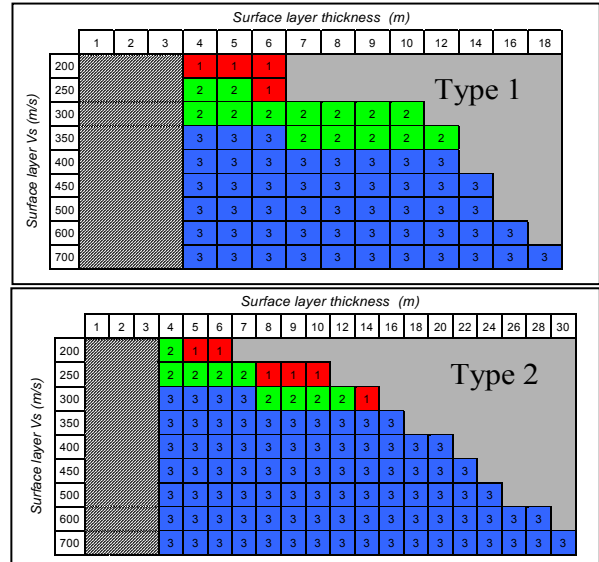 Surface layer thickness (m)
1 2 3 4 5 6 7 8 9 10 12 14 16 18
Surface layer Vs (m/s)
Type 1
200 1 1 1
250 2 2 1
300 2 2 2 2 2 2 2
350 3 3 3 2 2 2 2 2
400 3 3 3 3 3 3 3 3
450 3 3 3 3 3 3 3 3 3
500 3 3 3 3 3 3 3 3 3
600 3 3 3 3 3 3 3 3 3 3
700 3 3 3 3 3 3 3 3 3 3 3
Surface layer thickness (m)
1 2 3 4 5 6 7 8 9 10 12 14 16 18 20 22 24 26 28 30
Surface layer Vs (m/s)
Type 2
200 2 1 1
250 2 2 2 2 1 1 1
300 3 3 3 3 2 2 2 2 1
350 3 3 3 3 3 3 3 3 3 3
400 3 3 3 3 3 3 3 3 3 3 3 3
450 3 3 3 3 3 3 3 3 3 3 3 3 3
500 3 3 3 3 3 3 3 3 3 3 3 3 3 3
600 3 3 3 3 3 3 3 3 3 3 3 3 3 3 3 3
700 3 3 3 3 3 3 3 3 3 3 3 3 3 3 3 3 3